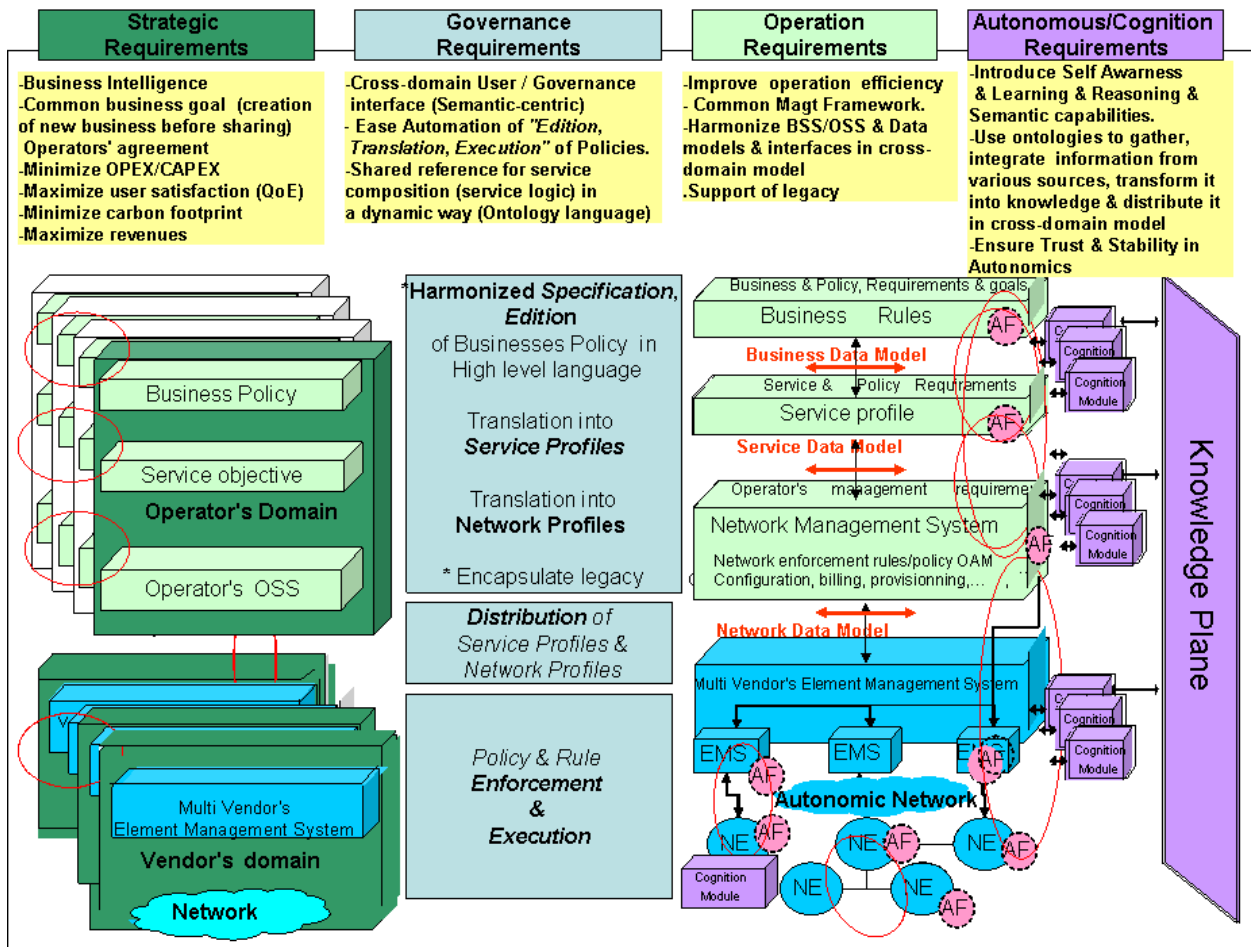 Strategic
Requirements
Governance
Requirements
Operation
Requirements
Autonomous/Cognition
Requirements
-Business Intelligence
-Common business goal (creation
of new business before sharing)
Operators' agreement
-Minimize OPEX/CAPEX
-Maximize user satisfaction (QoE)
-Minimize carbon footprint
-Maximize revenues
-Cross-domain User / Governance
interface (Semantic-centric)
- Ease Automation of "Edition,
Translation, Execution" of Policies.
-Shared reference for service
composition (service logic) in
a dynamic way (Ontology language)
-Improve operation efficiency
- Common Magt Framework.
-Harmonize BSS/OSS & Data
models & interfaces in cross-
domain model
.Support of legacy
-Introduce Self Awarness
& Learning & Reasoning &
Semantic capabilities.
-Use ontologies to gather,
integrate information from
various sources, transform it
into knowledge & distribute it
in cross-domain model
-Ensure Trust & Stability in
Autonomics
Business Policy
Service objective
Operator's Domain
Operator's OSS
V
Multi Vendor's
Element Management System
Vendor's domain
Network
*Harmonized Specification,
Edition
of Businesses Policy in
High level language
Translation into
Service Profiles
Translation into
Network Profiles
* Encapsulate legacy
Distribution of
Service Profiles &
Network Profiles
Policy & Rule
Enforcement
&
Execution
Business & Policy, Requirements & goals,
Business Rules
AF
Business Data Model
Service & Policy Requirements
Service profile
AF
Service Data Model
Operator's management requirem
Network Management System
AF
Network enforcement rules/policy OAM
Configuration, billing, provisionning,... ,
Network Data Model
Multi Vendor's Element Management System
EMS
EMS
EMS
AF
AF
Autonomic Network
NE
AF
NE
AF
NE
AF
Cognition
Module
NE
NE
AF
Cognition
Cognition
Module
Cognition
Cognition
Module
Cognition
Cognition
Module
Knowledge Plane